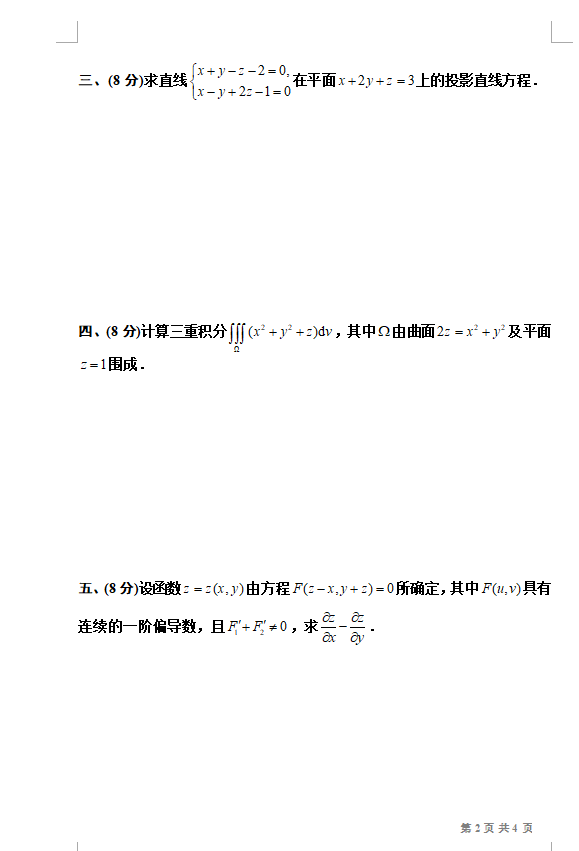 三、(8分)求直线{x+y−z−2=0, x−y+2z−1=0在平面x+2y+z=3上的投影直线方程.
四、(8分)计算三重积分∭_Ω(x²+y²+z)dv，其中Ω由曲面2z=x²+y²及平面
z=1围成.
五、(8分)设函数z=z(x,y)由方程F(z−x,y+z)=0所确定,其中F(u,v)具有
连续的一阶偏导数，且F₁′+F₂′≠0，求∂z/∂x−∂z/∂y.
第2页 共4页